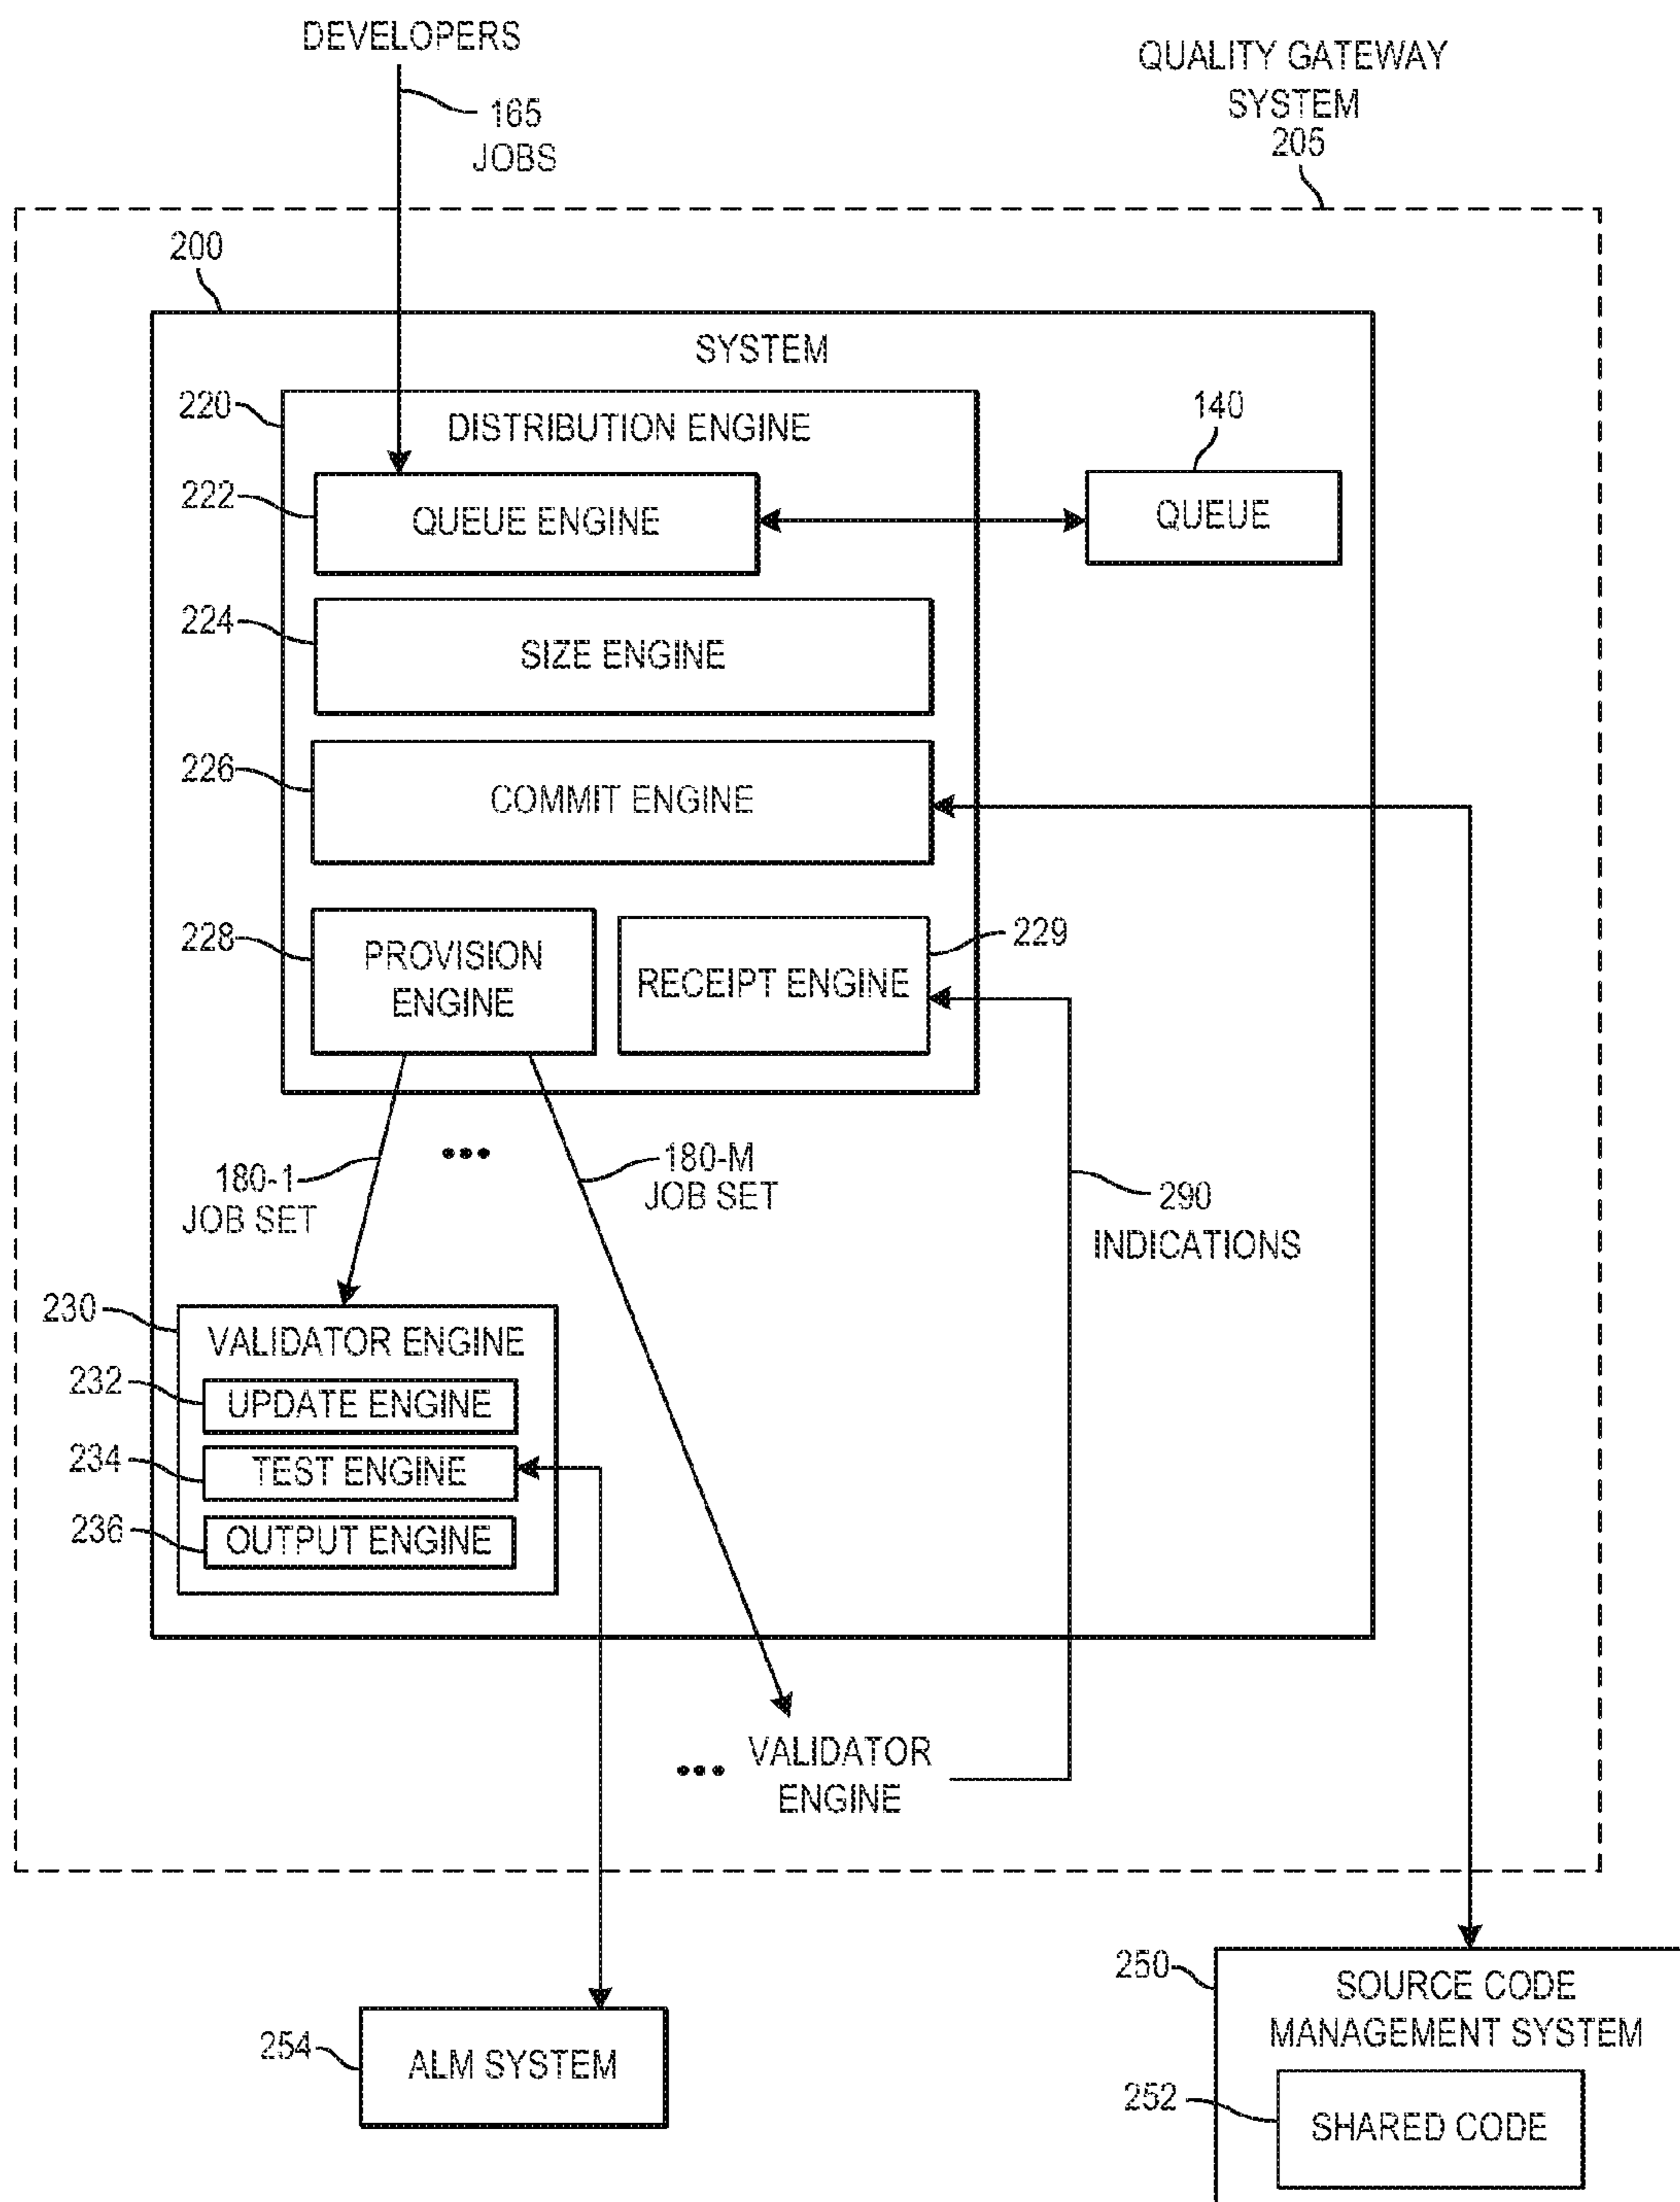 DEVELOPERS
165
JOBS
QUALITY GATEWAY
SYSTEM
205
200
SYSTEM
220
DISTRIBUTION ENGINE
140
222
QUEUE ENGINE
QUEUE
224
SIZE ENGINE
226
COMMIT ENGINE
228
PROVISION
ENGINE
RECEIPT ENGINE
229
180-1
JOB SET
•••
180-M
JOB SET
290
INDICATIONS
230
VALIDATOR ENGINE
232
UPDATE ENGINE
234
TEST ENGINE
236
OUTPUT ENGINE
••• VALIDATOR
ENGINE
254
ALM SYSTEM
250
SOURCE CODE
MANAGEMENT SYSTEM
252
SHARED CODE